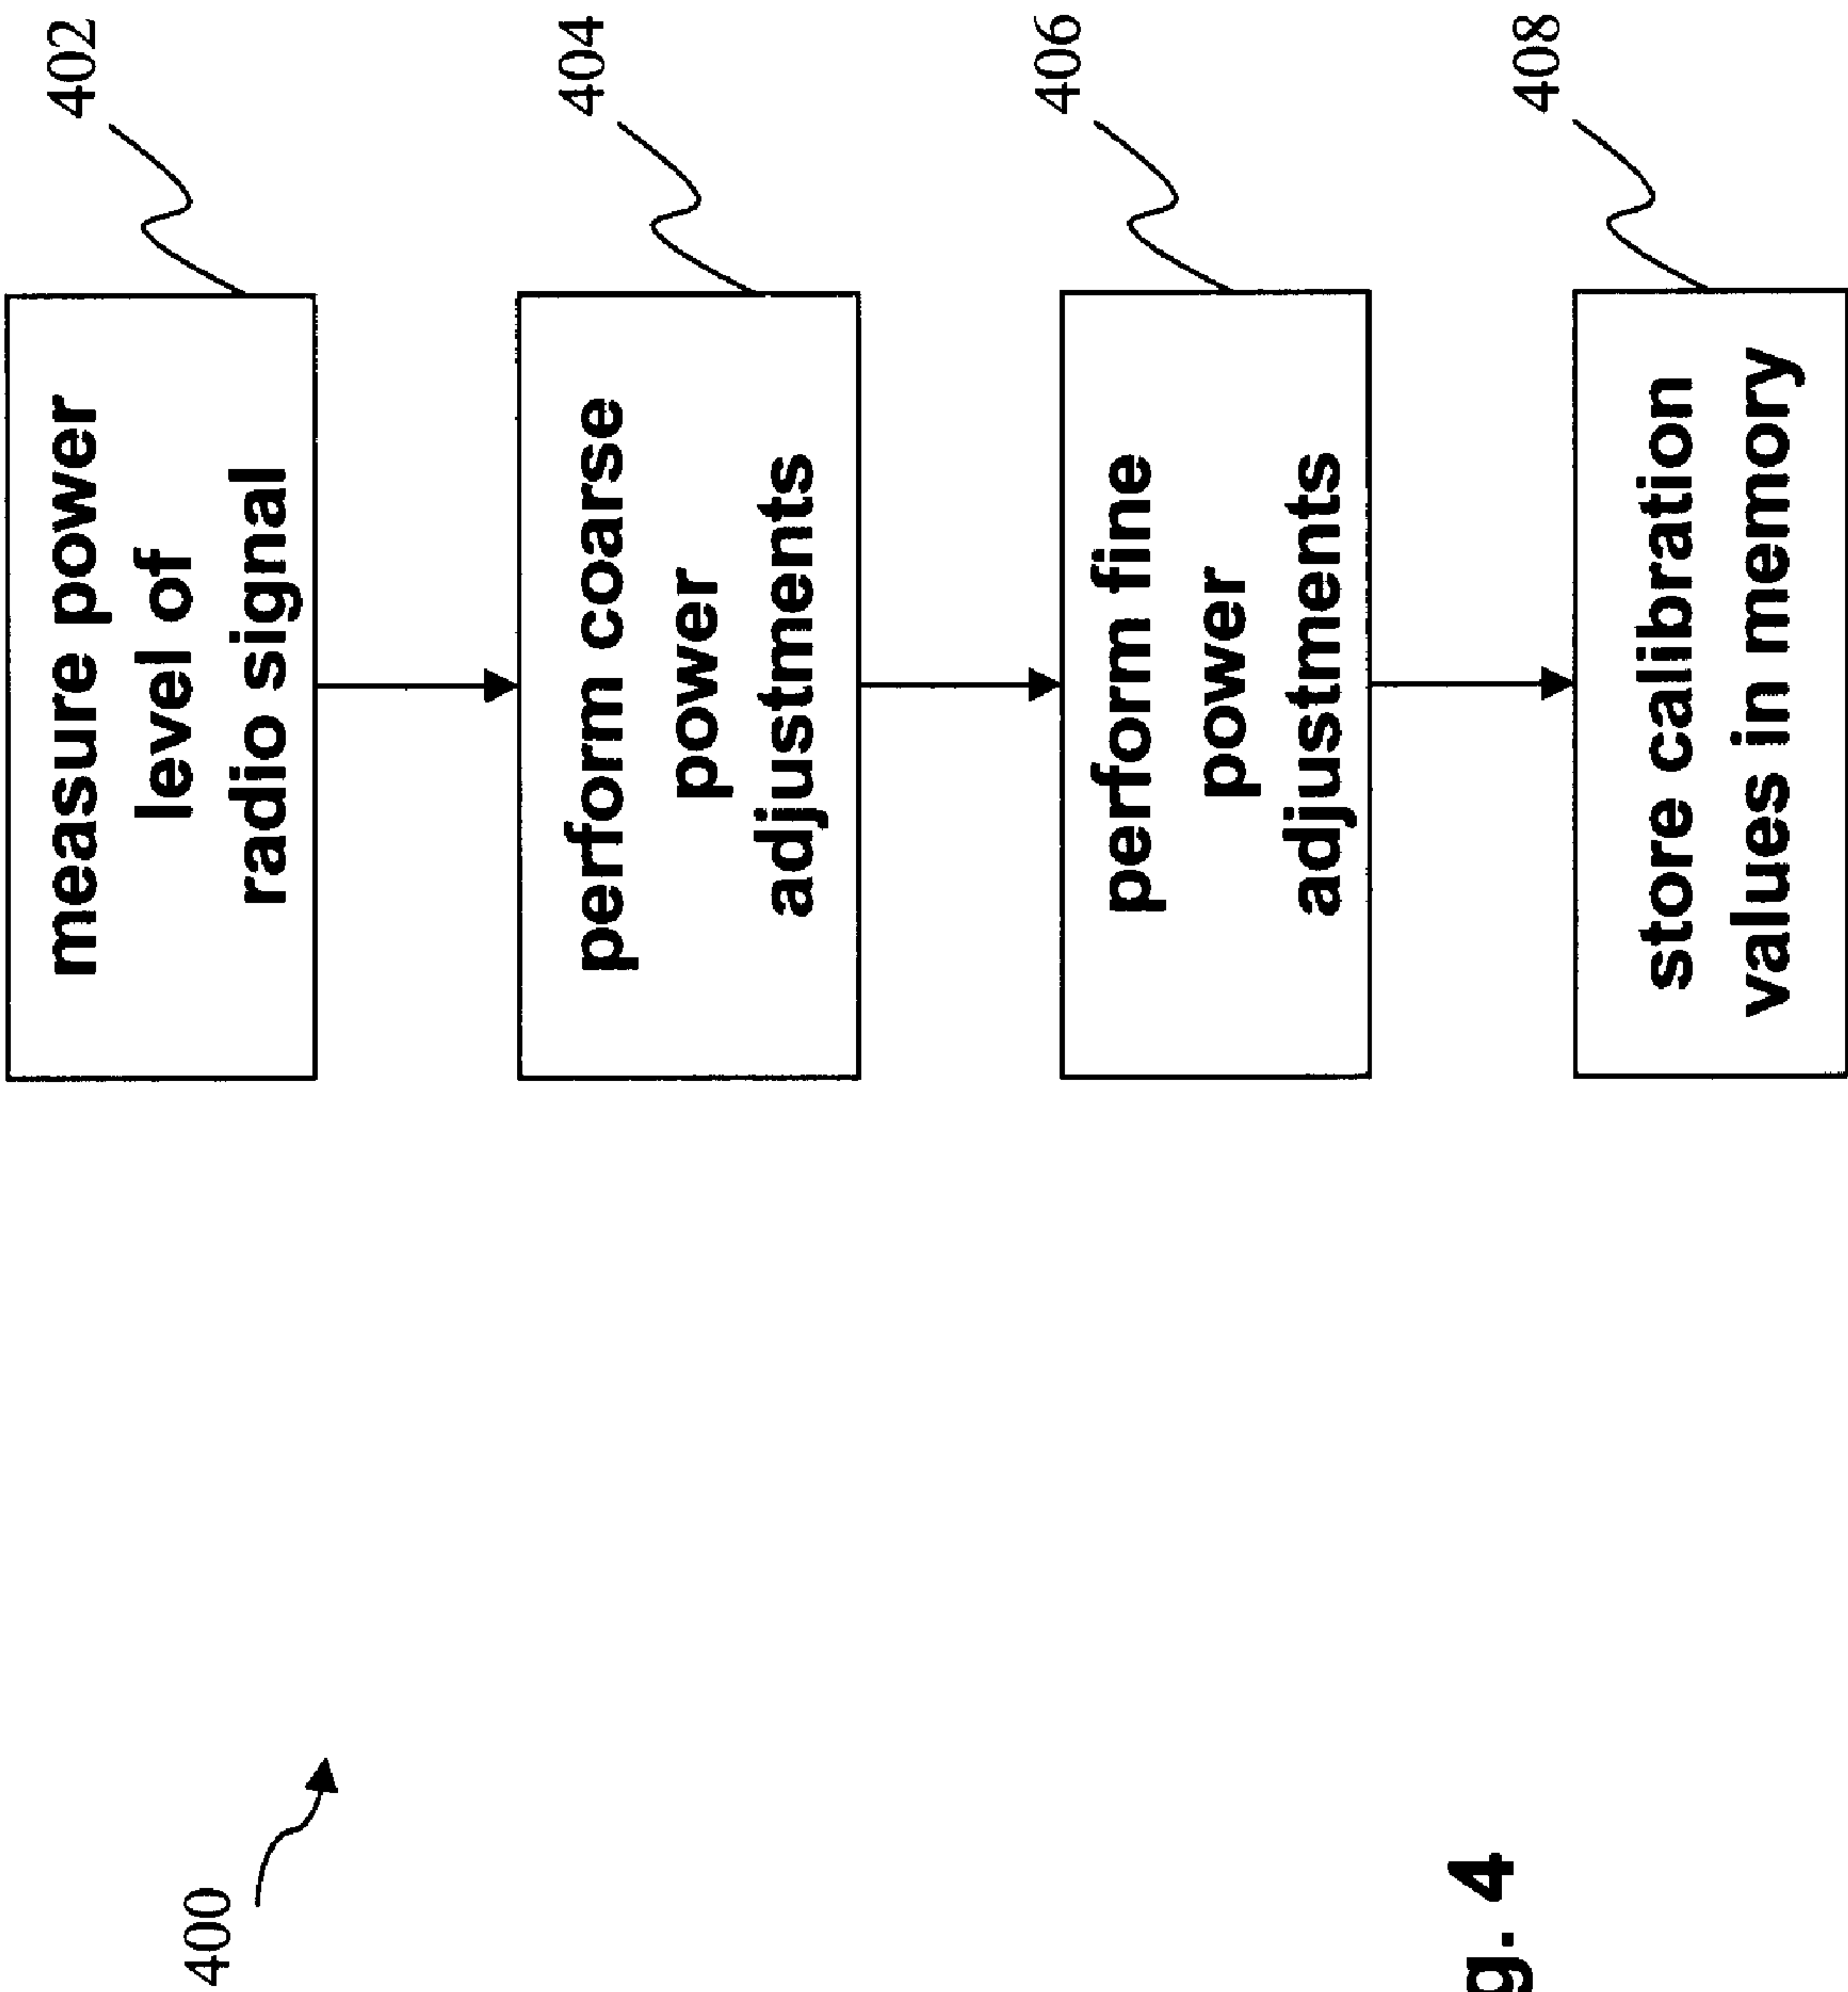 400
measure power
level of
radio signal
402
perform coarse
power
adjustments
404
perform fine
power
adjustments
406
store calibration
values in memory
408
g. 4